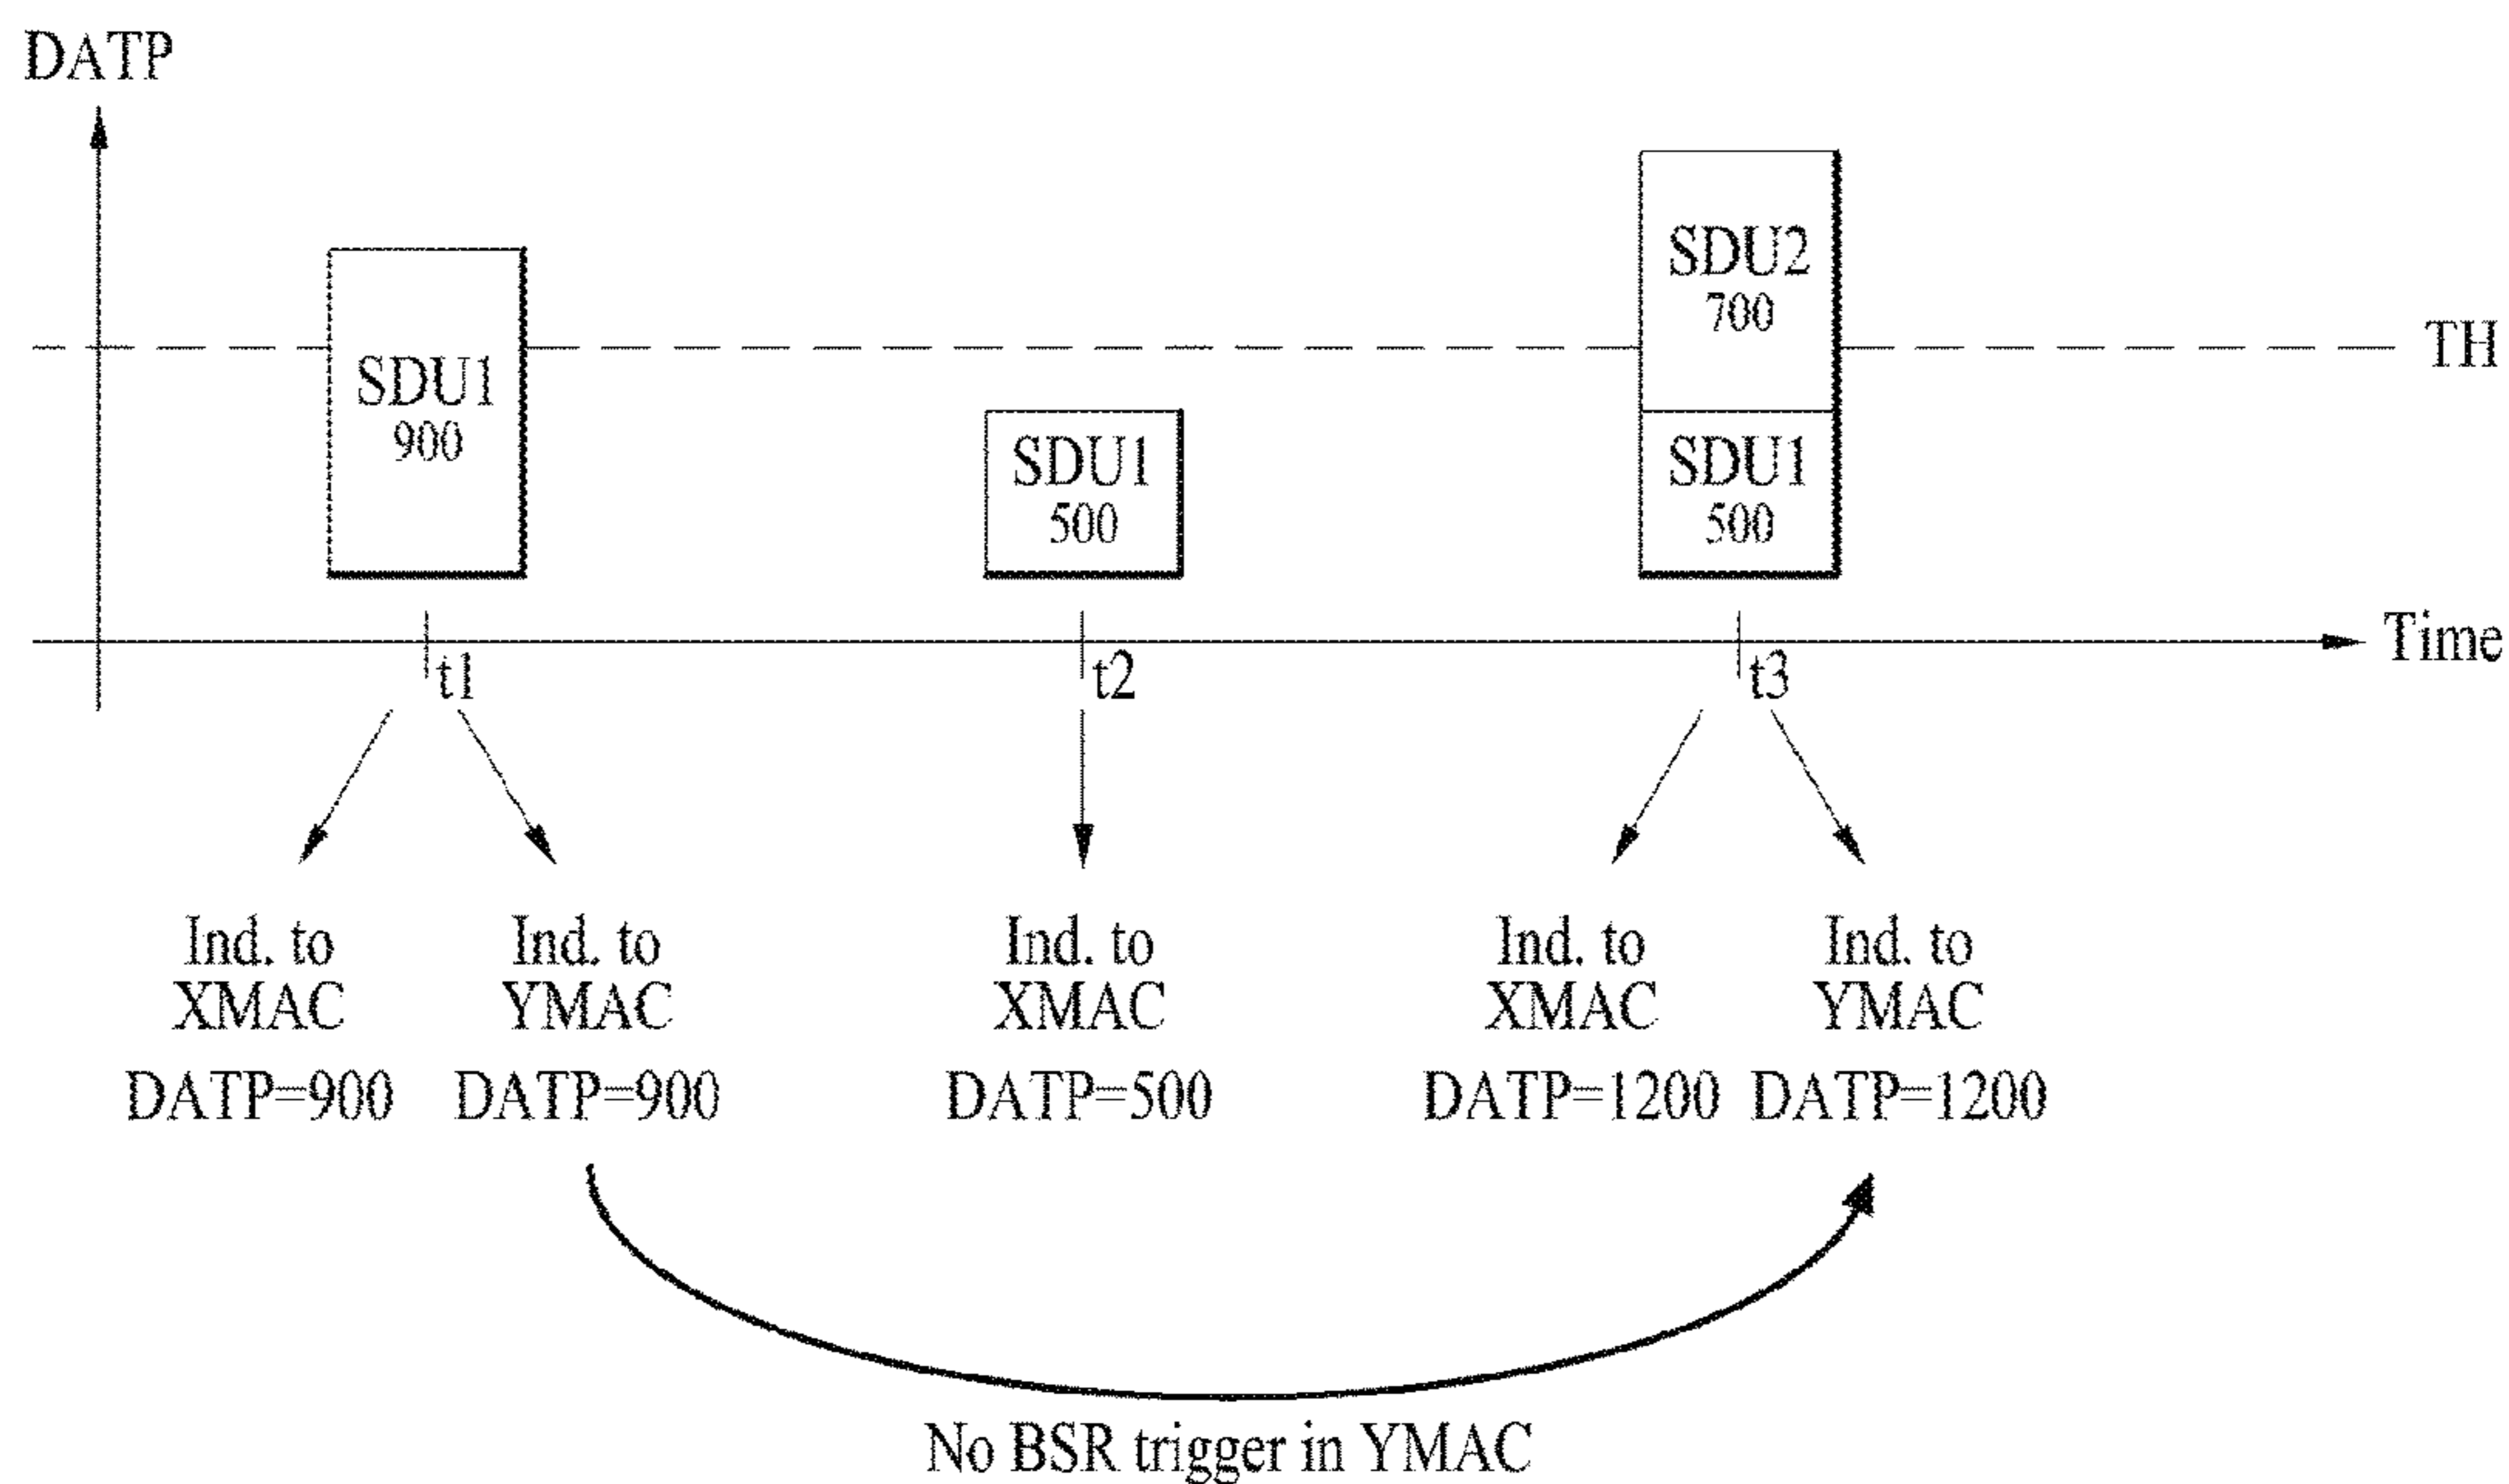 DATP
SDU2
700
TH
SDU1
900
SDU1
500
SDU1
500
Time
t1
t2
t3
Ind. to
XMAC
DATP=900
Ind. to
YMAC
DATP=900
Ind. to
XMAC
DATP=500
Ind. to
XMAC
DATP=1200
Ind. to
YMAC
DATP=1200
No BSR trigger in YMAC